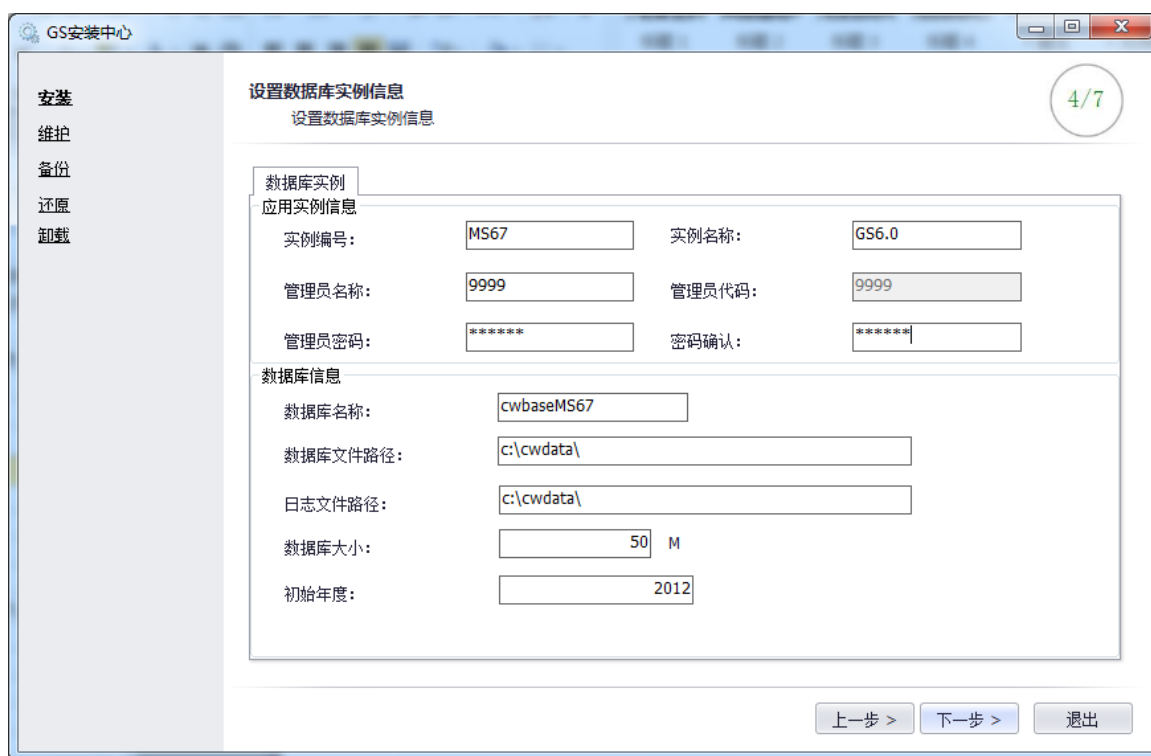 GS安装中心
安装
维护
备份
还原
卸载
设置数据库实例信息
设置数据库实例信息
4/7
数据库实例
应用实例信息
实例编号： MS67 实例名称： GS6.0
管理员名称： 9999 管理员代码： 9999
管理员密码： ****** 密码确认： ******
数据库信息
数据库名称： cwbaseMS67
数据库文件路径： c:\cwdata\
日志文件路径： c:\cwdata\
数据库大小： 50 M
初始年度： 2012
上一步 > 下一步 > 退出